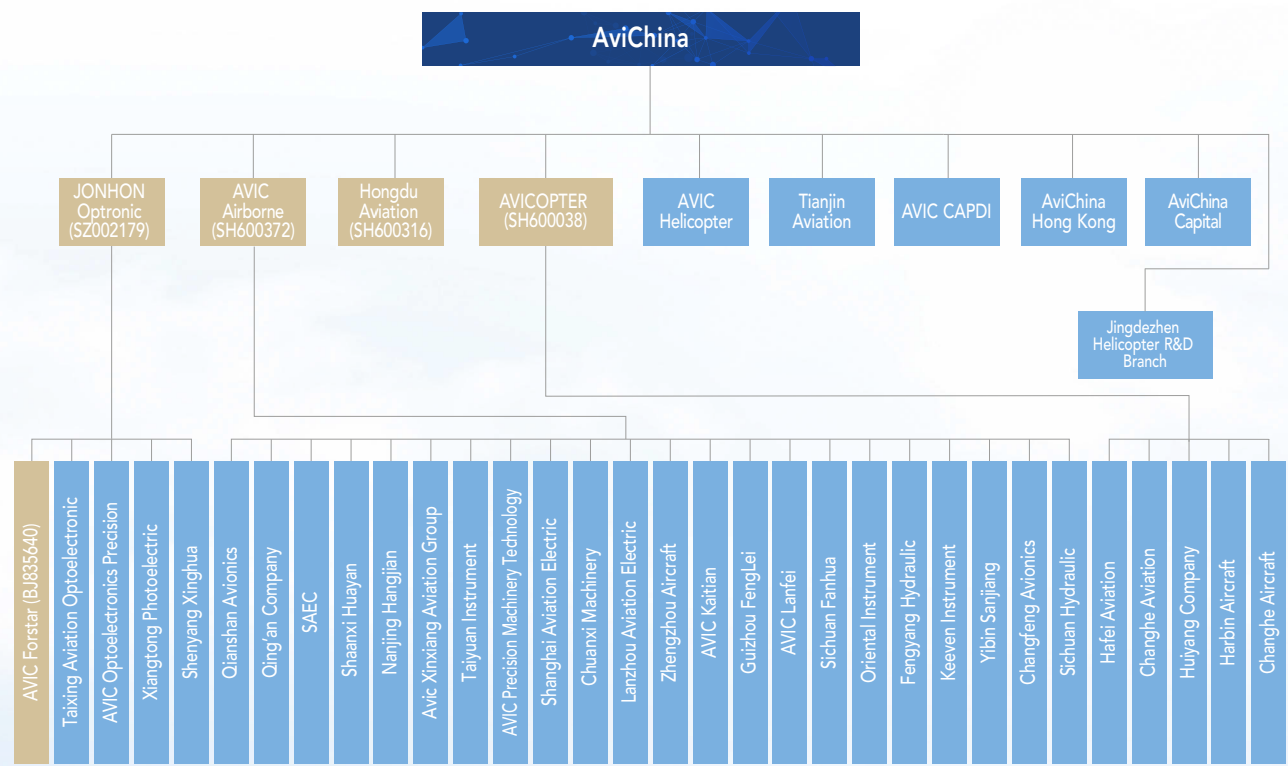 AviChina
JONHON
Optronic
(SZ002179)
AVIC
Airborne
(SH600372)
Hongdu
Aviation
(SH600316)
AVICOPTER
(SH600038)
AVIC
Helicopter
Tianjin
Aviation
AVIC CAPDI
AviChina
Hong Kong
AviChina
Capital
Jingdezhen
Helicopter R&D
Branch
AVIC Forstar (BJ835640)
Taixing Aviation Optoelectronic
AVIC Optoelectronics Precision
Xiangtong Photoelectric
Shenyang Xinghua
Qianshan Avionics
Qing’an Company
SAEC
Shaanxi Huayan
Nanjing Hangjian
Avic Xinxiang Aviation Group
Taiyuan Instrument
AVIC Precision Machinery Technology
Shanghai Aviation Electric
Chuanxi Machinery
Lanzhou Aviation Electric
Zhengzhou Aircraft
AVIC Kaitian
Guizhou FengLei
AVIC Lanfei
Sichuan Fanhua
Oriental Instrument
Fengyang Hydraulic
Keeven Instrument
Yibin Sanjiang
Changfeng Avionics
Sichuan Hydraulic
Hafei Aviation
Changhe Aviation
Huiyang Company
Harbin Aircraft
Changhe Aircraft